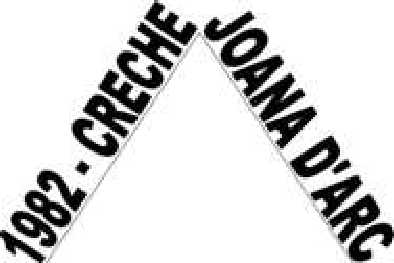 1982 - CRECHE
JOANA D'ARC